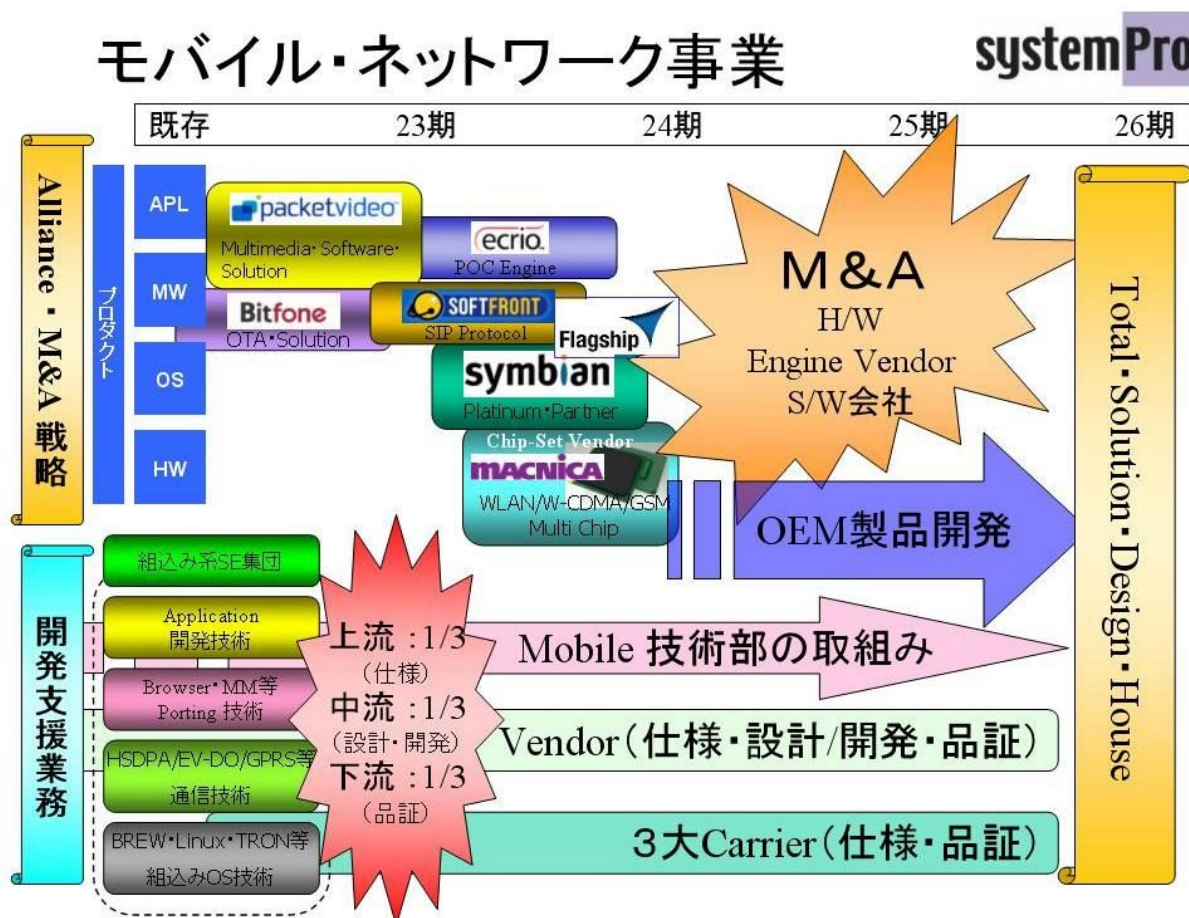 モバイル・ネットワーク事業
systemPro
既存
23期
24期
25期
26期
Alliance・M&A 戦略
プロダクト
APL
MW
OS
HW
packetvideo
Multimedia・Software・
Solution
ecrio.
POC Engine
Bitfone
OTA・Solution
SOFTFRONT
SIP Protocol
Flagship
symbian
Platinum・Partner
Chip-Set Vendor
MACNICA
WLAN/W-CDMA/GSM
Multi Chip
M&A
H/W
Engine Vendor
S/W会社
OEM製品開発
Total・Solution・Design・House
開発支援業務
組込み系SE集団
Application
開発技術
Browser・MM等
Porting 技術
HSDPA/EV-DO/GPRS等
通信技術
BREW・Linux・TRON等
組込みOS技術
上流:1/3
(仕様)
中流:1/3
(設計・開発)
下流:1/3
(品証)
Mobile 技術部の取組み
Vendor(仕様・設計/開発・品証)
3大Carrier(仕様・品証)